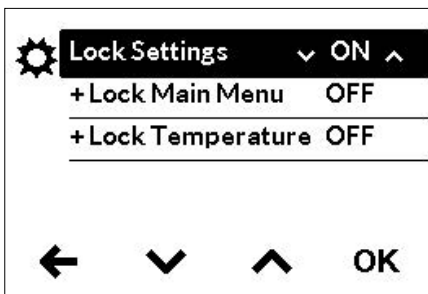 Lock Settings ON
+Lock Main Menu OFF
+Lock Temperature OFF
OK